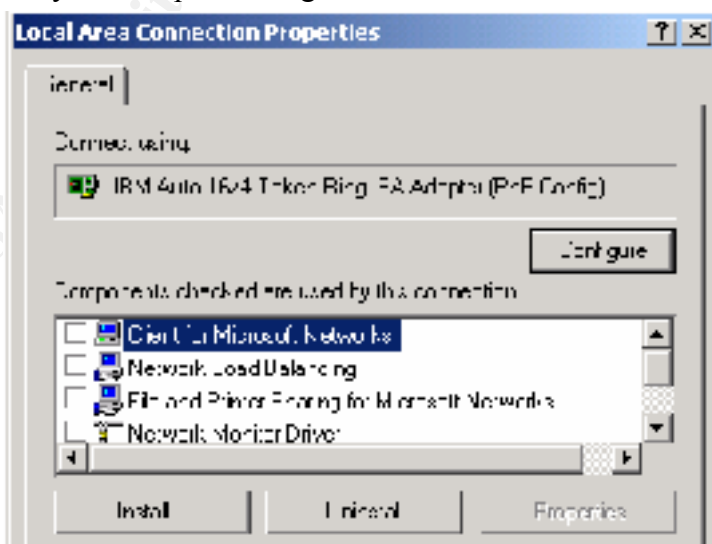 Local Area Connection Properties
General
Connect using:
IBM Auto 16/4 Token Ring ISA Adapter (PnP Config)
Configure
Components checked are used by this connection:
Client for Microsoft Networks
Network Load Balancing
File and Printer Sharing for Microsoft Networks
Network Monitor Driver
Install
Uninstall
Properties